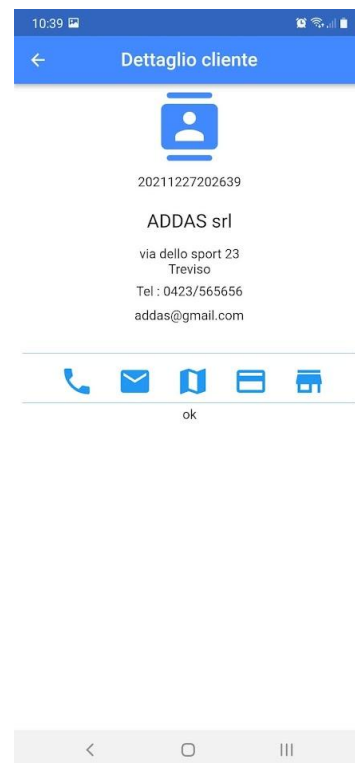 10:39
Dettaglio cliente
20211227202639
ADDAS srl
via dello sport 23
Treviso
Tel : 0423/565656
addas@gmail.com
ok